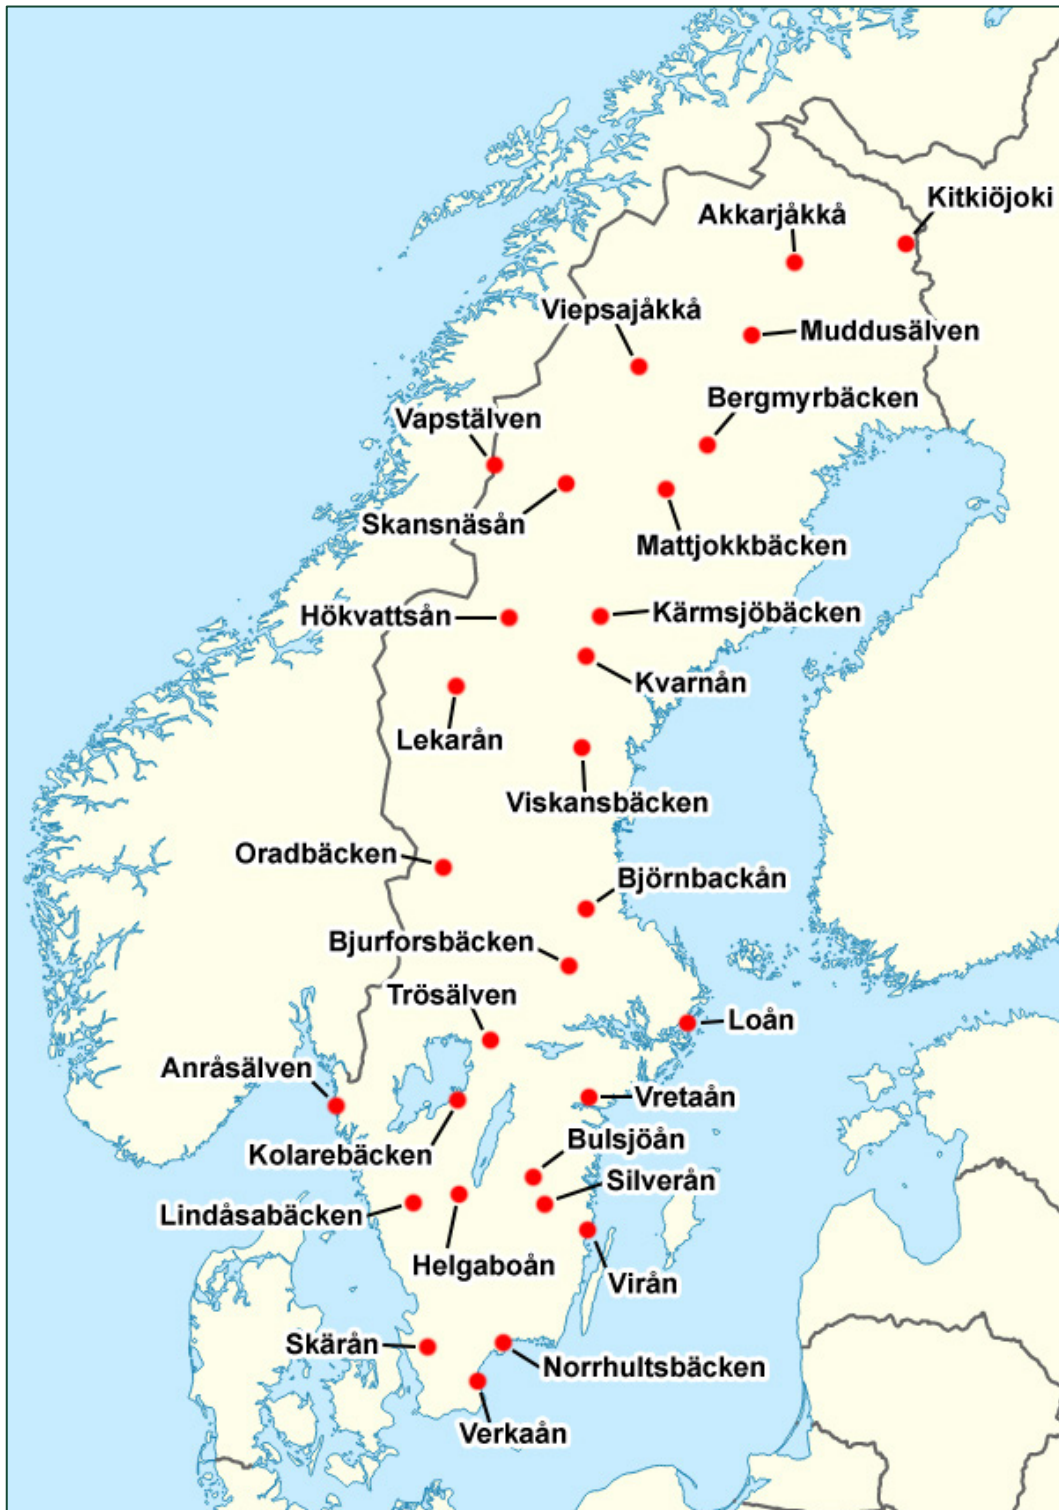 Kitkiöjoki
Akkarjåkkå
Viepsajåkkå
Muddusälven
Bergmyrbäcken
Vapstälven
Skansnäsån
Mattjokkbäcken
Hökvattsån
Kärmsjöbäcken
Kvarnån
Lekarån
Viskansbäcken
Oradbäcken
Björnbackån
Bjurforsbäcken
Trösälven
Loån
Anråsälven
Vretaån
Bulsjöån
Kolarebäcken
Silverån
Lindåsabäcken
Helgaboån
Virån
Skärån
Norrhultsbäcken
Verkaån